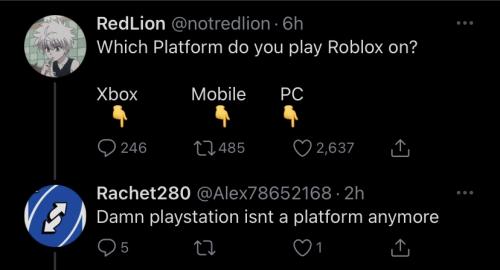 RedLion @notredlion · 6h
Which Platform do you play Roblox on?
Xbox Mobile PC
👇 👇 👇
246 485 2,637
Rachet280 @Alex78652168 · 2h
Damn playstation isnt a platform anymore
5 1